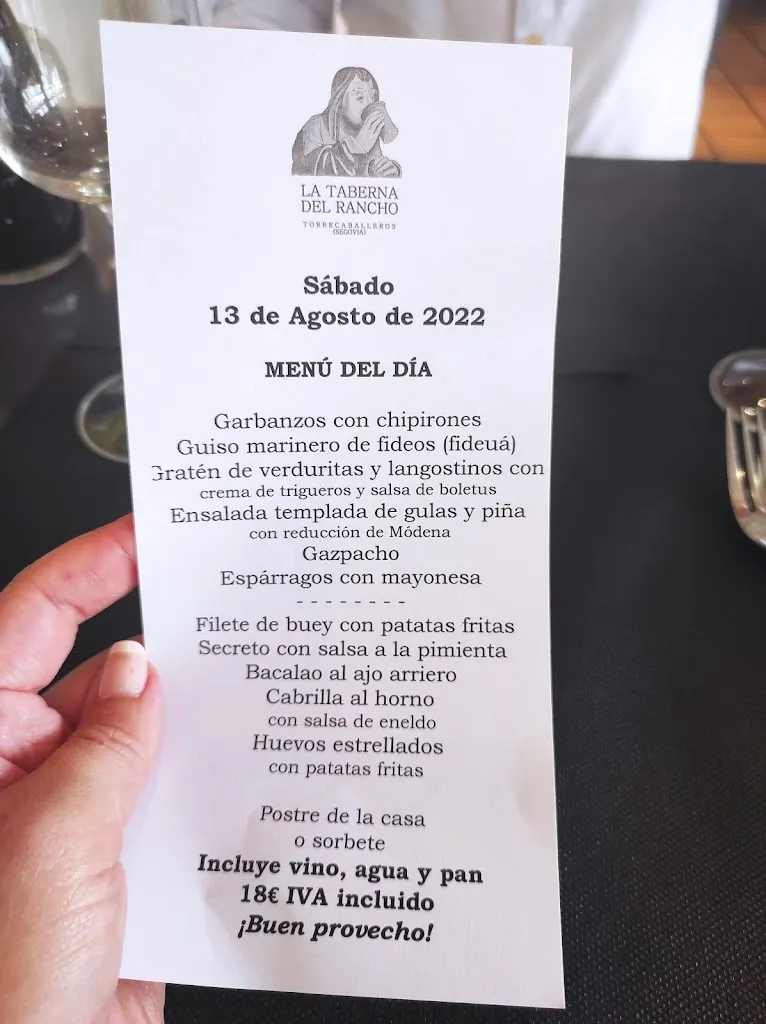 LA TABERNA
DEL RANCHO
TORRECABALLEROS
(SEGOVIA)
Sábado
13 de Agosto de 2022
MENÚ DEL DÍA
Garbanzos con chipirones
Guiso marinero de fideos (fideuá)
Gratén de verduritas y langostinos con
crema de trigueros y salsa de boletus
Ensalada templada de gulas y piña
con reducción de Módena
Gazpacho
Espárragos con mayonesa
- - - - - - - -
Filete de buey con patatas fritas
Secreto con salsa a la pimienta
Bacalao al ajo arriero
Cabrilla al horno
con salsa de eneldo
Huevos estrellados
con patatas fritas
Postre de la casa
o sorbete
Incluye vino, agua y pan
18€ IVA incluido
¡Buen provecho!